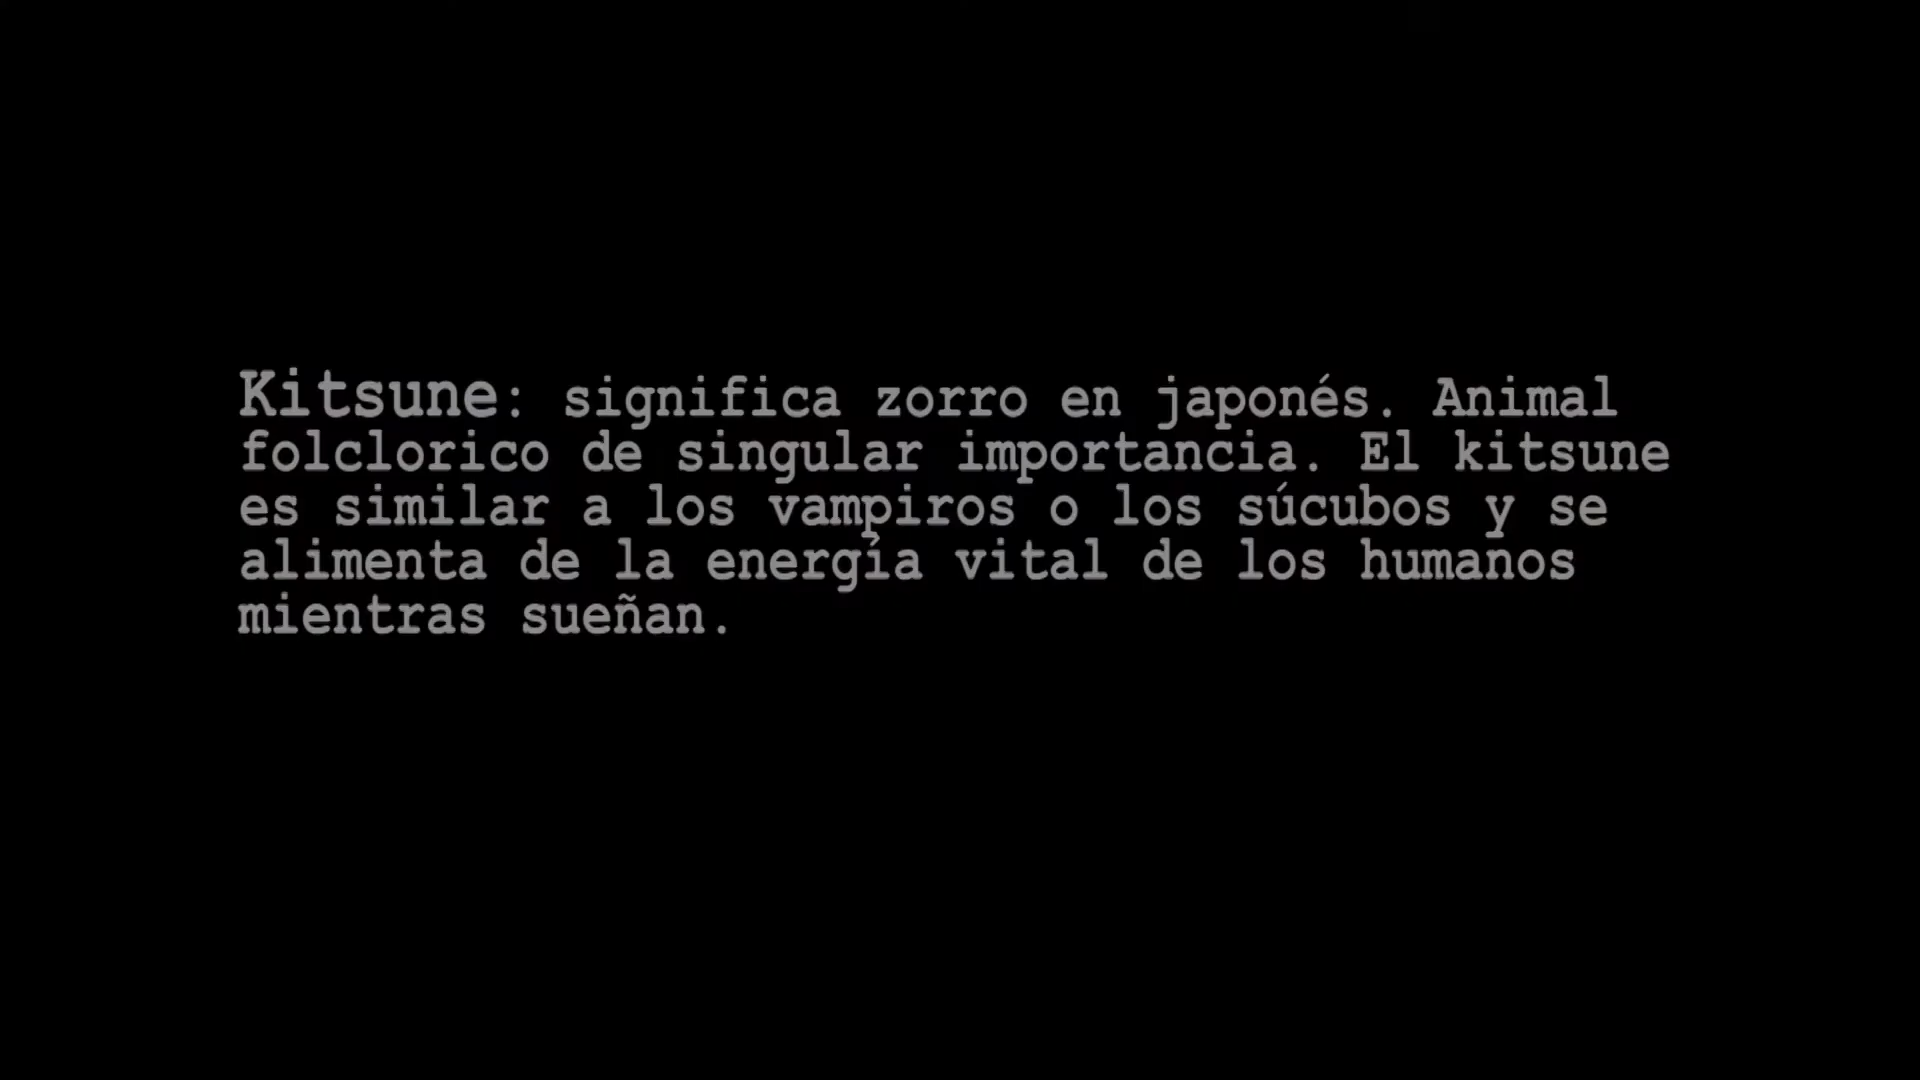 Kitsune: significa zorro en japonés. Animal
folclorico de singular importancia. El kitsune
es similar a los vampiros o los súcubos y se
alimenta de la energía vital de los humanos
mientras sueñan.